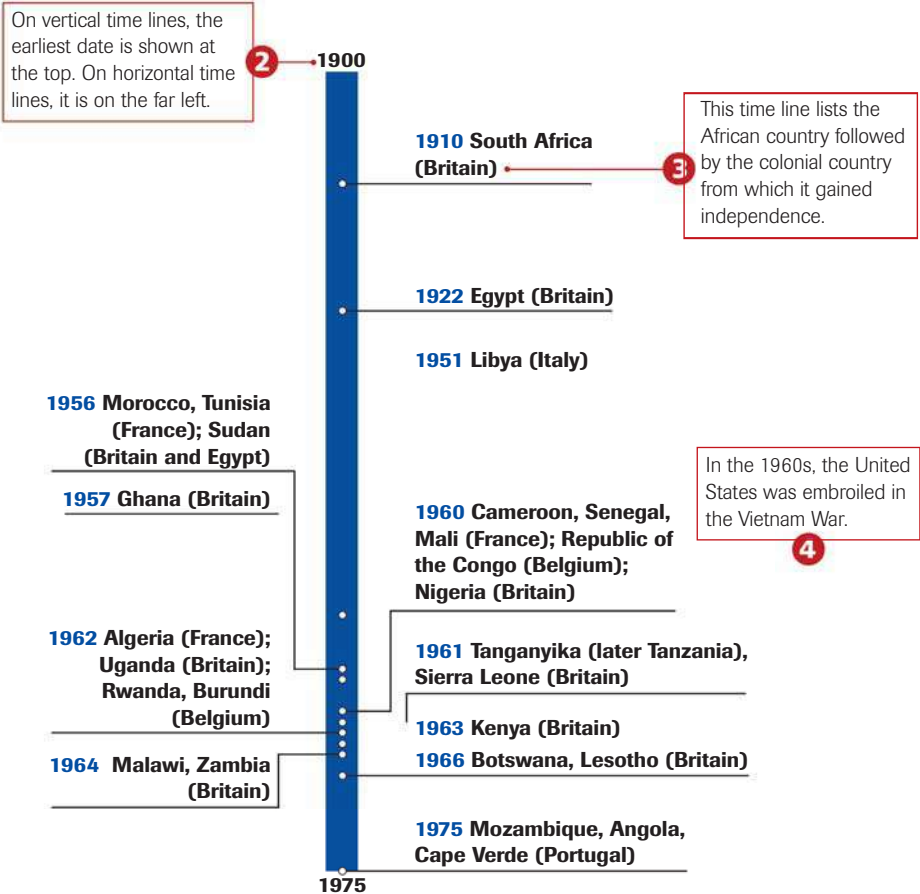 On vertical time lines, the
earliest date is shown at
the top. On horizontal time
lines, it is on the far left.
2
1900
1910 South Africa
(Britain)
3
This time line lists the
African country followed
by the colonial country
from which it gained
independence.
1922 Egypt (Britain)
1951 Libya (Italy)
1956 Morocco, Tunisia
(France); Sudan
(Britain and Egypt)
1957 Ghana (Britain)
1960 Cameroon, Senegal,
Mali (France); Republic of
the Congo (Belgium);
Nigeria (Britain)
In the 1960s, the United
States was embroiled in
the Vietnam War.
4
1962 Algeria (France);
Uganda (Britain);
Rwanda, Burundi
(Belgium)
1961 Tanganyika (later Tanzania),
Sierra Leone (Britain)
1963 Kenya (Britain)
1964 Malawi, Zambia
(Britain)
1966 Botswana, Lesotho (Britain)
1975 Mozambique, Angola,
Cape Verde (Portugal)
1975